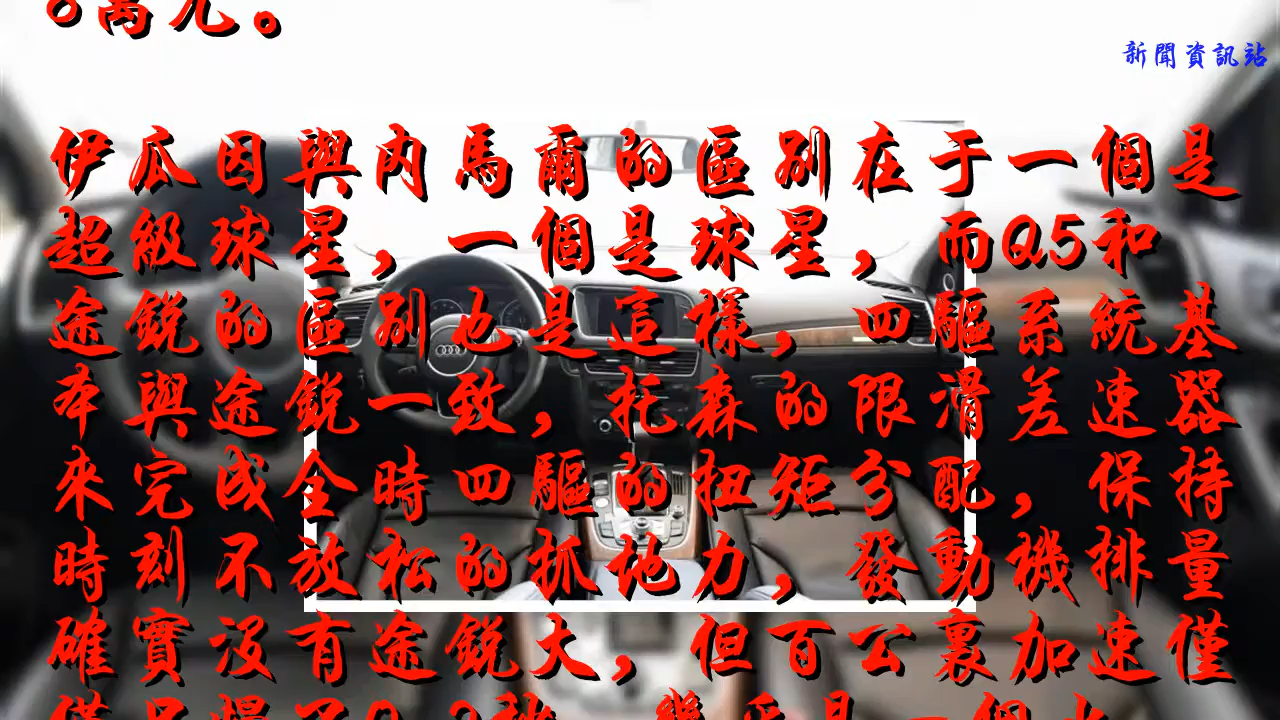 8萬元。
新聞資訊站
伊瓜因與內馬爾的區別在于一個是
超級球星，一個是球星，而Q5和
途銳的區別也是這樣，四驅系統基
本與途銳一致，托森的限滑差速器
來完成全時四驅的扭矩分配，保持
時刻不放松的抓地力，發動機排量
確實沒有途銳大，但百公裏加速僅